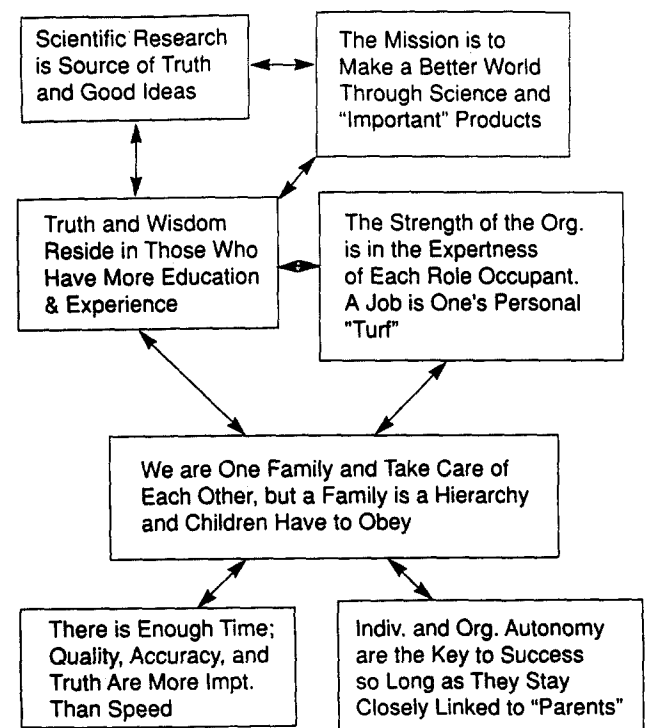 Scientific Research
is Source of Truth
and Good Ideas
The Mission is to
Make a Better World
Through Science and
“Important” Products
Truth and Wisdom
Reside in Those Who
Have More Education
& Experience
The Strength of the Org.
is in the Expertness
of Each Role Occupant.
A Job is One's Personal
"Turf"
We are One Family and Take Care of
Each Other, but a Family is a Hierarchy
and Children Have to Obey
There is Enough Time;
Quality, Accuracy, and
Truth Are More Impt.
Than Speed
Indiv. and Org. Autonomy
are the Key to Success
so Long as They Stay
Closely Linked to “Parents”